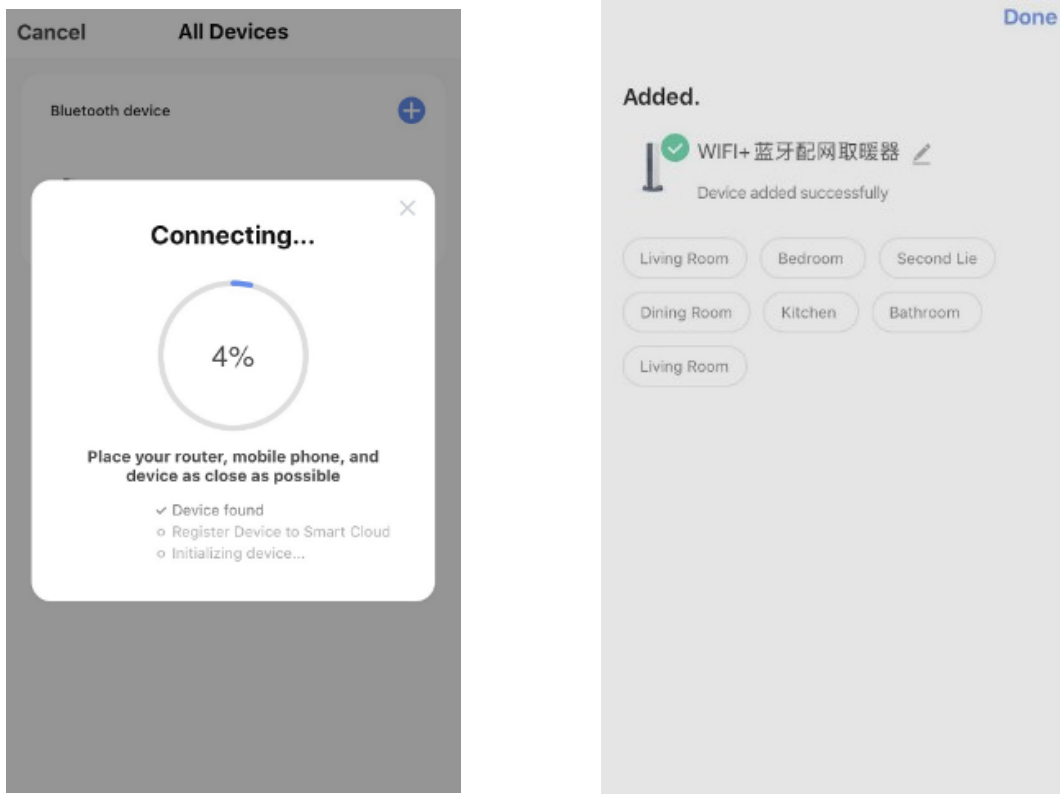 Cancel
All Devices
Bluetooth device
Connecting...
4%
Place your router, mobile phone, and
device as close as possible
Device found
Register Device to Smart Cloud
Initializing device...
Done
Added.
WIFI+蓝牙配网取暖器
Device added successfully
Living Room
Bedroom
Second Lie
Dining Room
Kitchen
Bathroom
Living Room